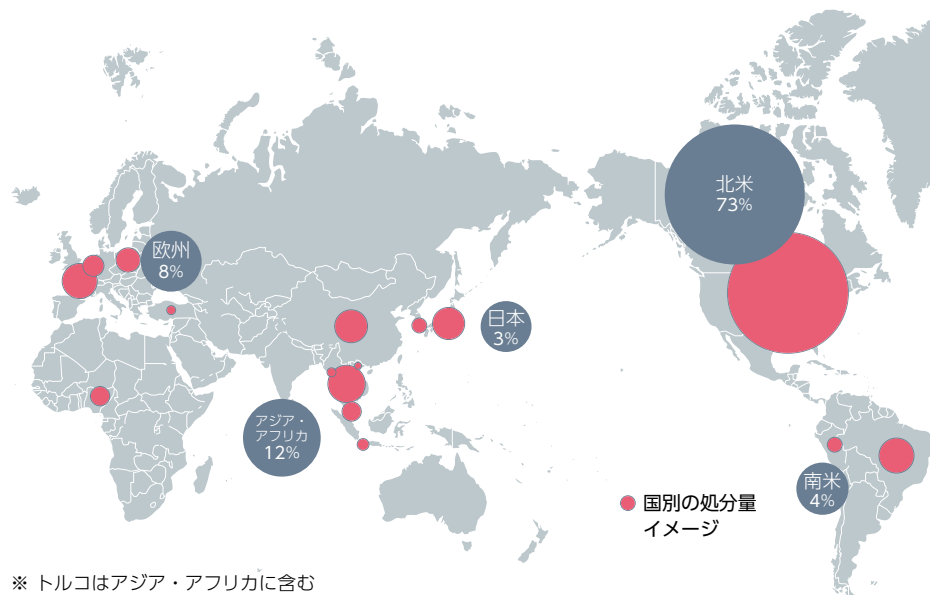 北米
73%
欧州
8%
日本
3%
アジア・
アフリカ
12%
南米
4%
国別の処分量
イメージ
※ トルコはアジア・アフリカに含む